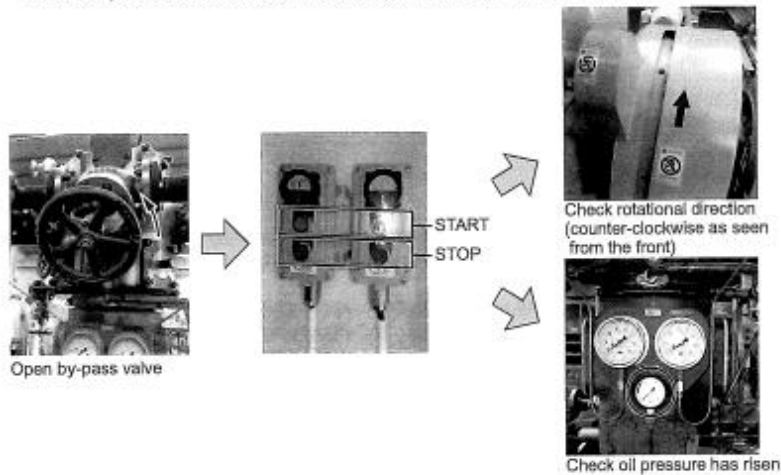 START
STOP
Check rotational direction
(counter-clockwise as seen
from the front)
Open by-pass valve
Check oil pressure has risen